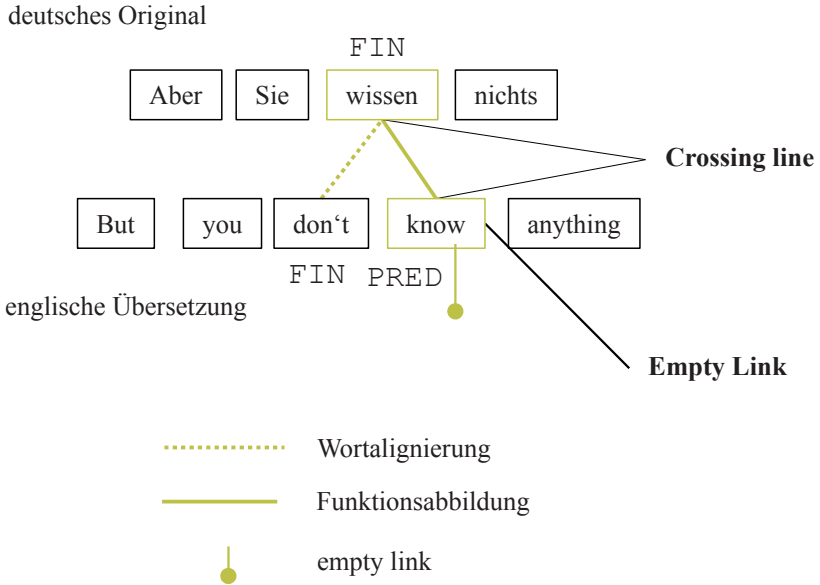 deutsches Original
FIN
Aber Sie wissen nichts
Crossing line
But you don‘t know anything
FIN PRED
englische Übersetzung
Empty Link
Wortalignierung
Funktionsabbildung
empty link